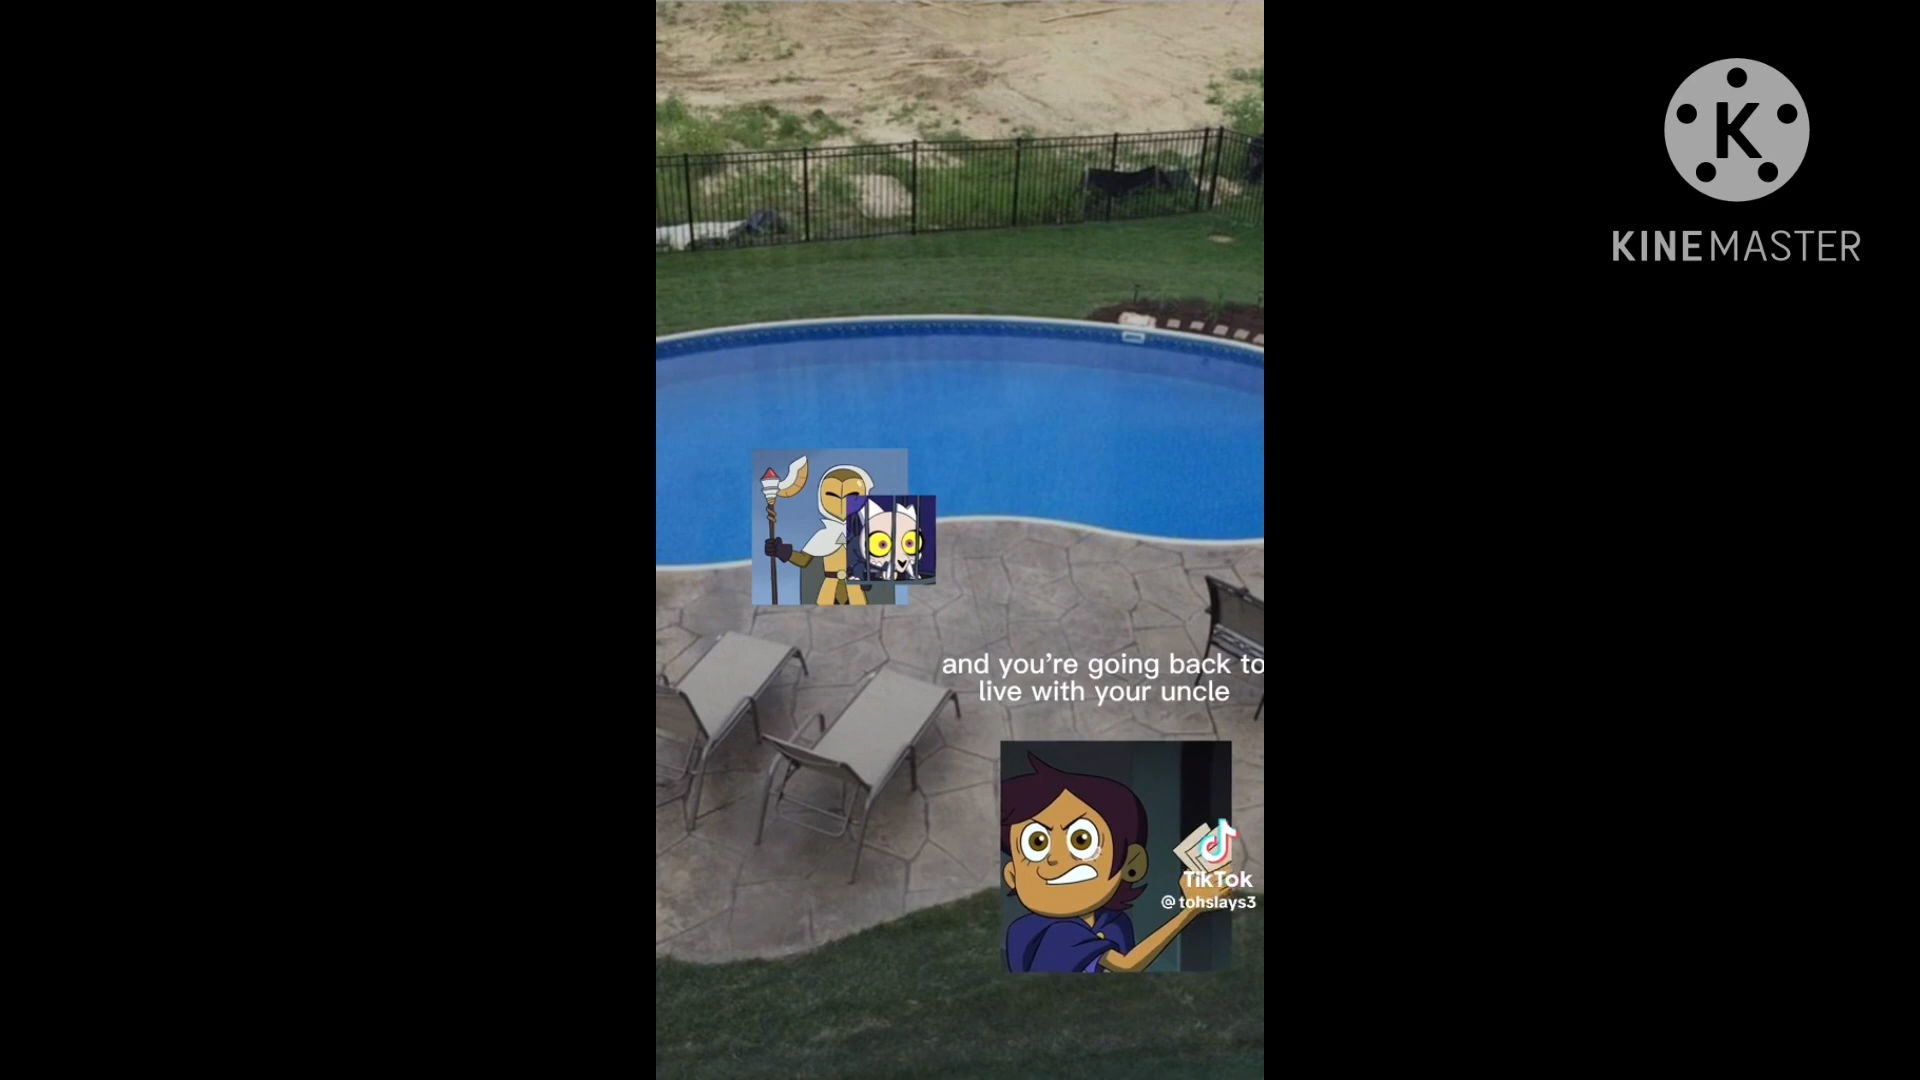 K
KINEMASTER
and you’re going back to
live with your uncle
TikTok
@tohslays3